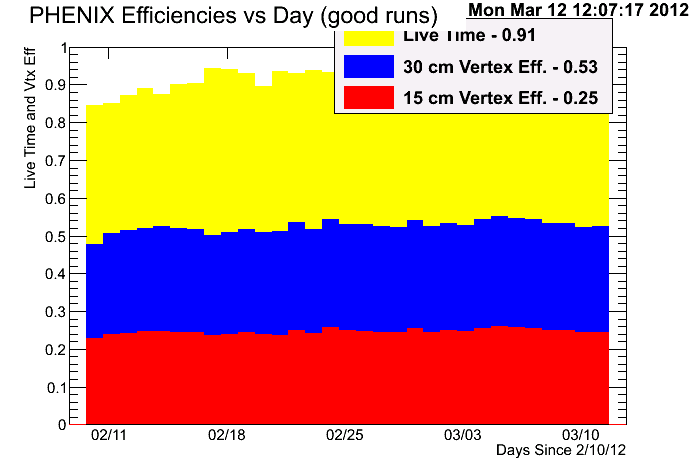 PHENIX Efficiencies vs Day (good runs)
Mon Mar 12 12:07:17 2012
Live Time and Vtx Eff
1
0.9
0.8
0.7
0.6
0.5
0.4
0.3
0.2
0.1
0
Live Time - 0.91
30 cm Vertex Eff. - 0.53
15 cm Vertex Eff. - 0.25
02/11 02/18 02/25 03/03 03/10
Days Since 2/10/12